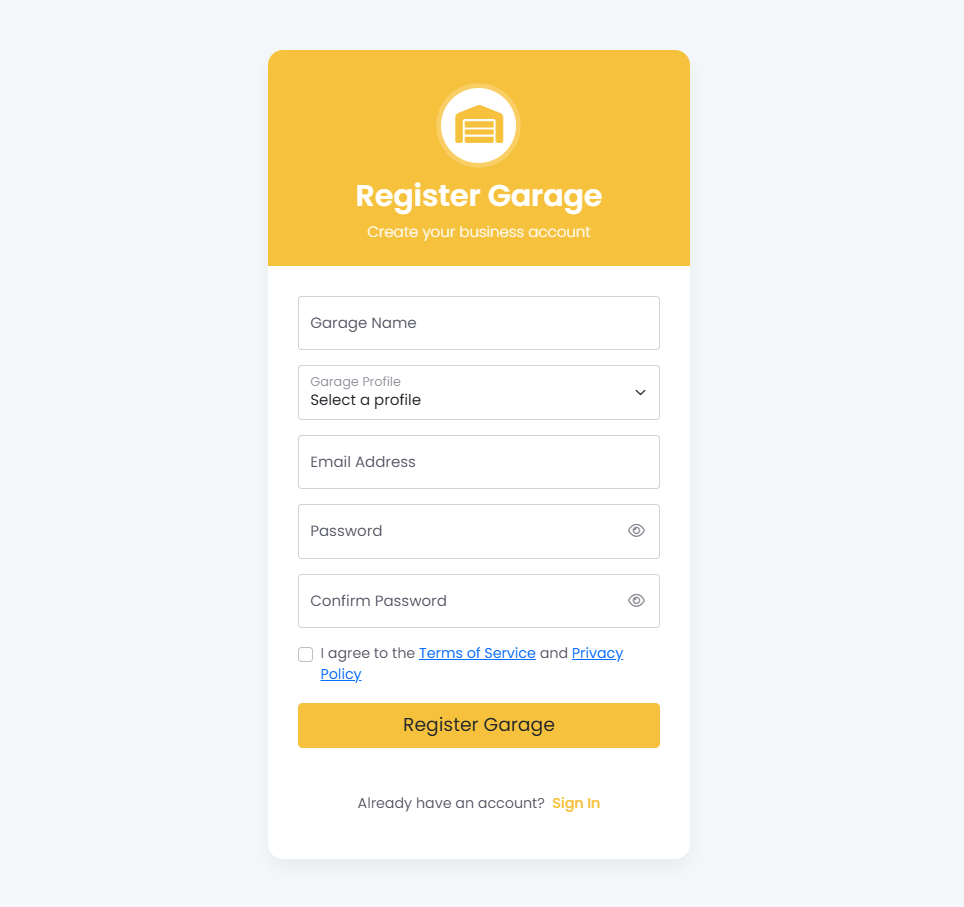 Register Garage
Create your business account
Garage Name
Garage Profile
Select a profile
Email Address
Password
Confirm Password
I agree to the Terms of Service and Privacy
Policy
Register Garage
Already have an account? Sign In